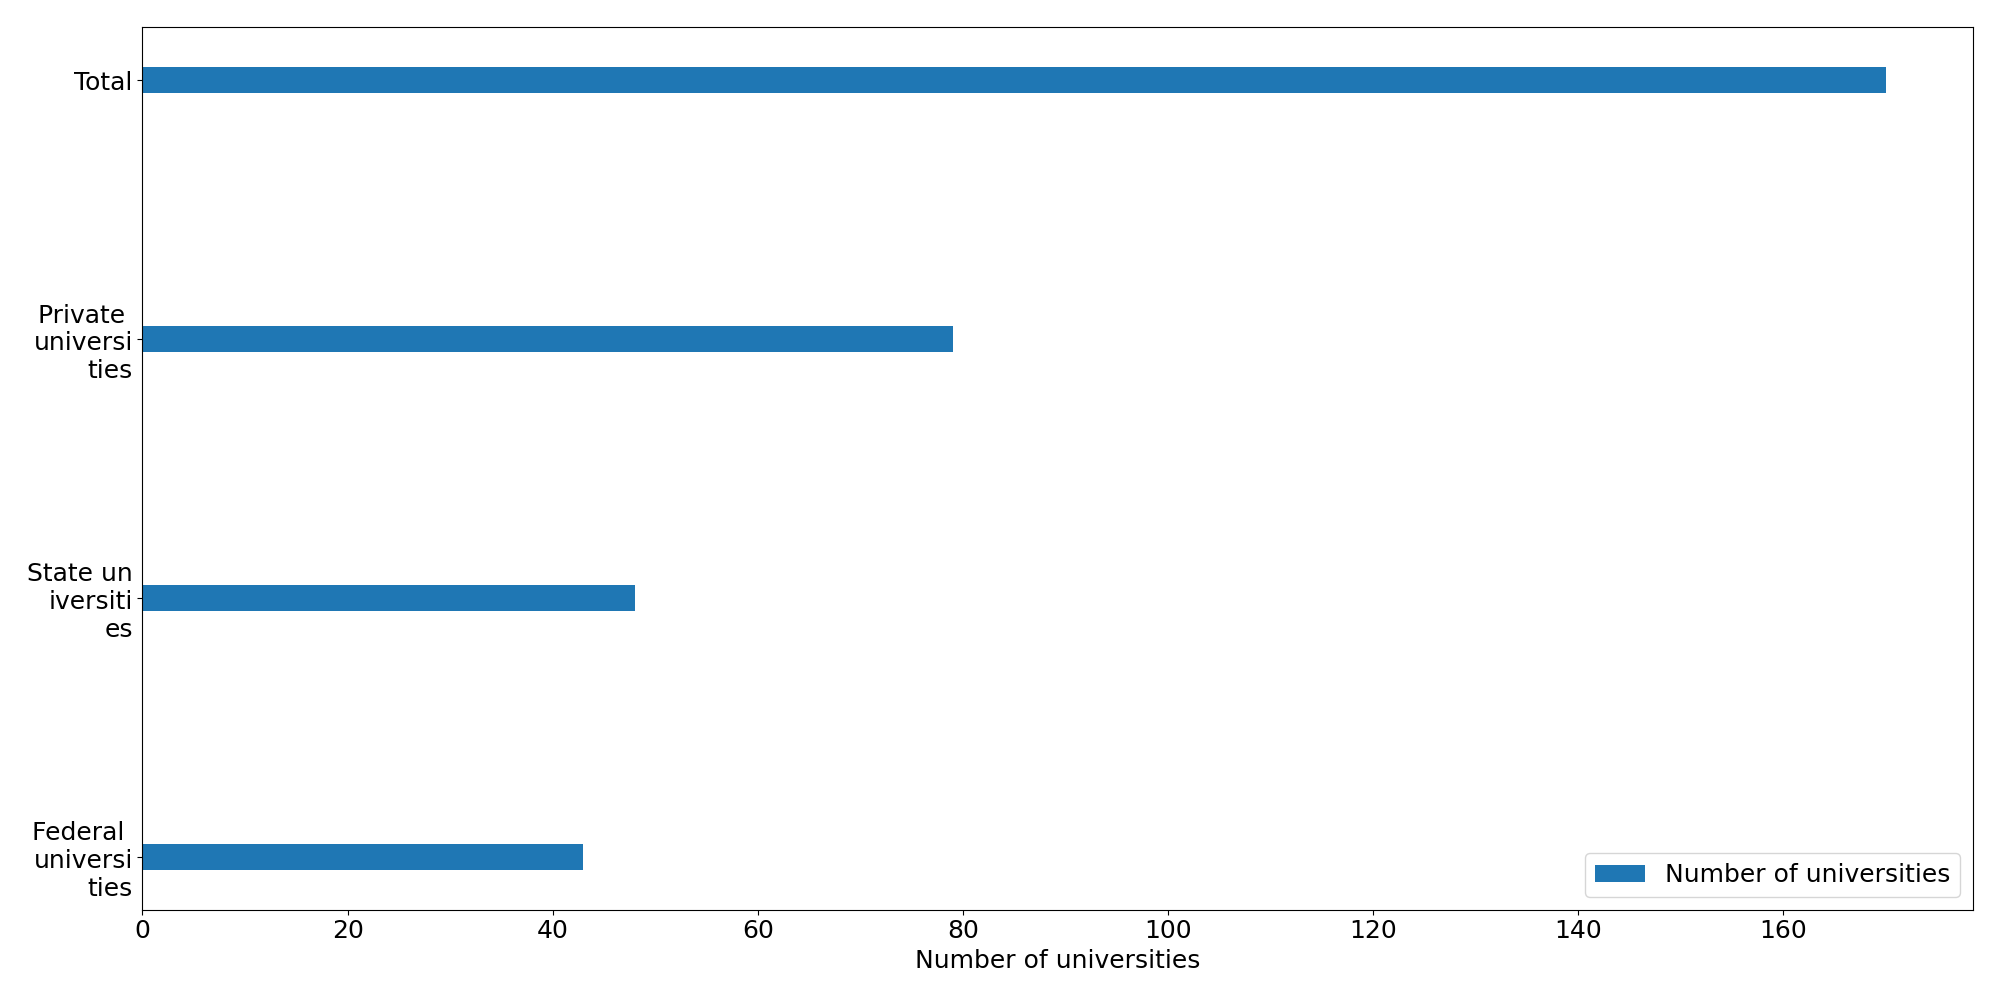 Total
Private
universi
ties
State un
iversiti
es
Federal
universi
ties
Number of universities
0 20 40 60 80 100 120 140 160
Number of universities